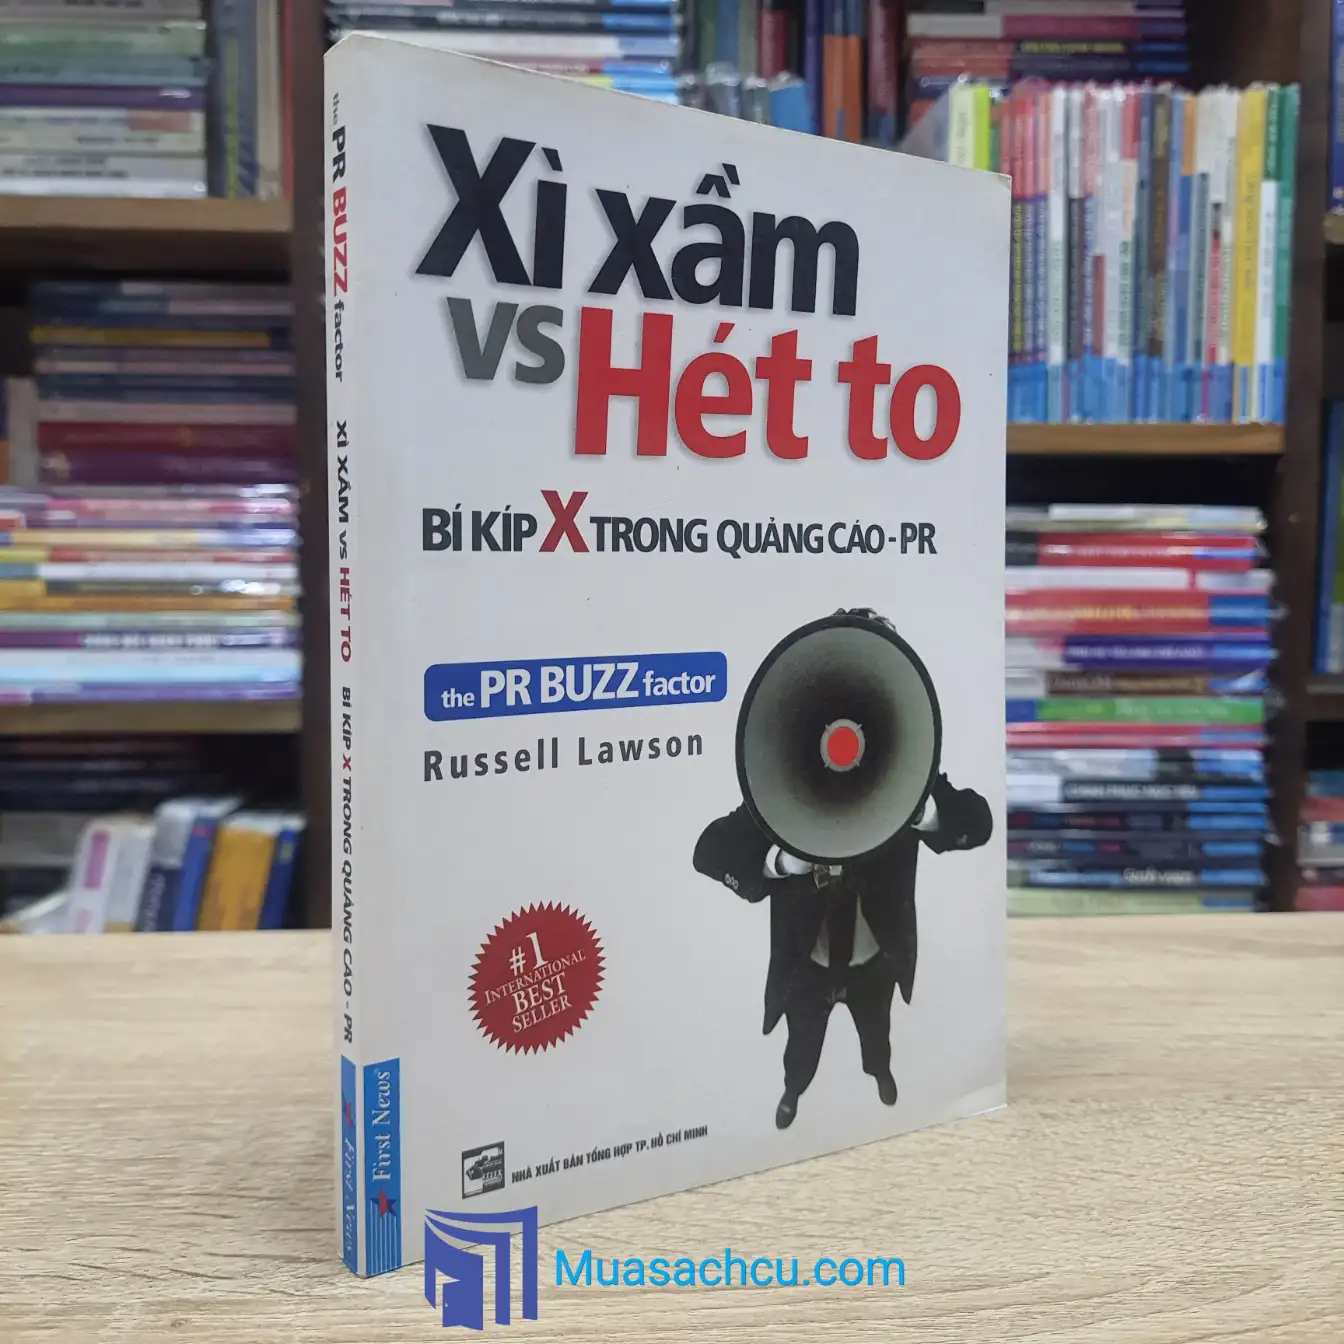 Xì xầm
vs Hét to
BÍ KÍP X TRONG QUẢNG CÁO - PR
the PR BUZZ factor
Russell Lawson
#1
INTERNATIONAL
BEST
SELLER
NHÀ XUẤT BẢN TỔNG HỢP TP. HỒ CHÍ MINH
First News
the PR BUZZ factor XÌ XẦM vs HÉT TO BÍ KÍP X TRONG QUẢNG CÁO - PR
First News
Muasachcu.com